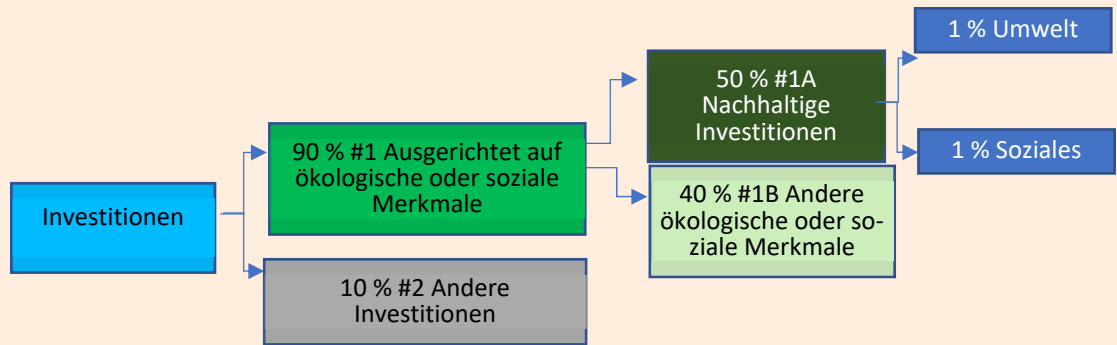 Investitionen
90 % #1 Ausgerichtet auf
ökologische oder soziale
Merkmale
10 % #2 Andere
Investitionen
50 % #1A
Nachhaltige
Investitionen
40 % #1B Andere
ökologische oder so-
ziale Merkmale
1 % Umwelt
1 % Soziales